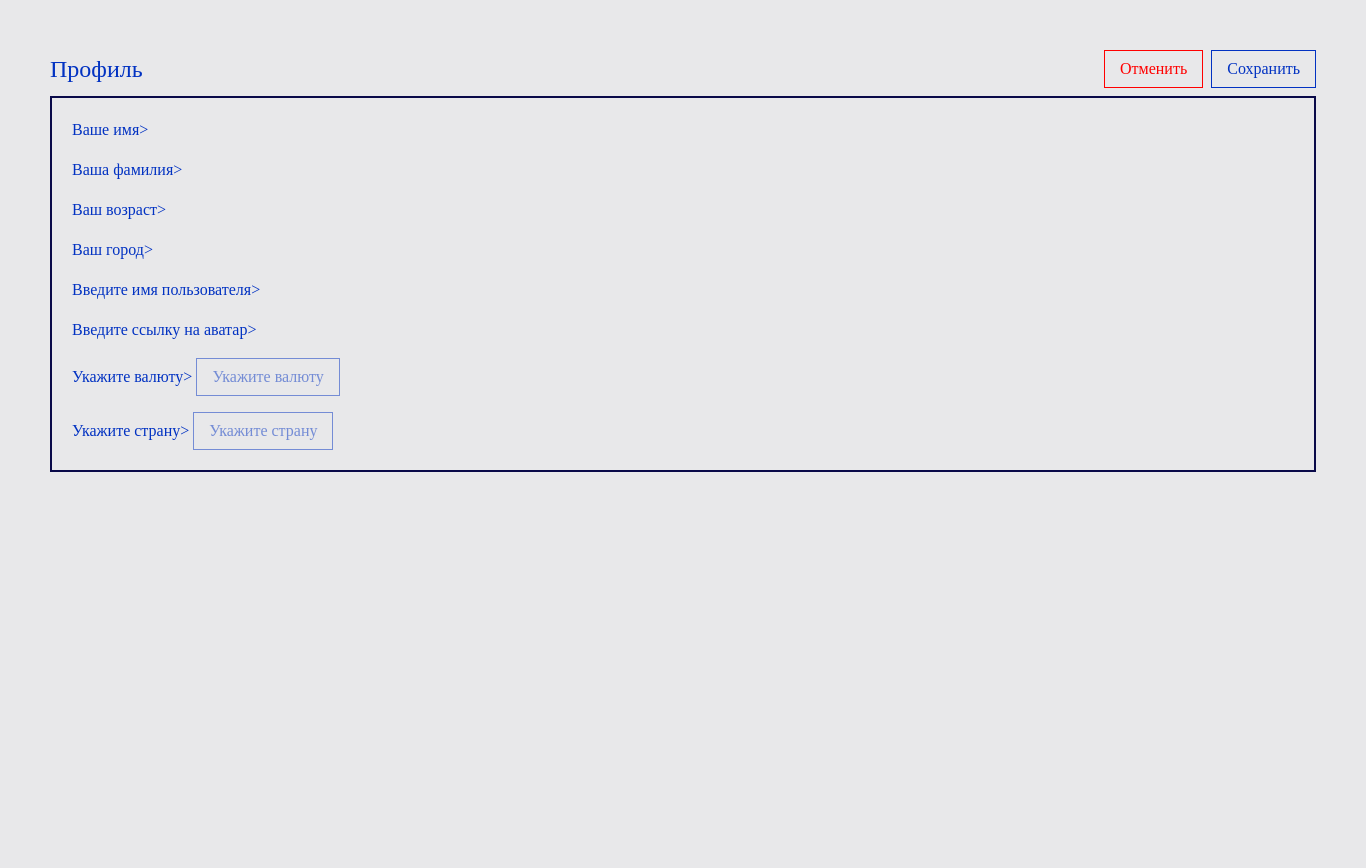 Профиль
Отменить
Сохранить
Ваше имя>
Ваша фамилия>
Ваш возраст>
Ваш город>
Введите имя пользователя>
Введите ссылку на аватар>
Укажите валюту> Укажите валюту
Укажите страну> Укажите страну